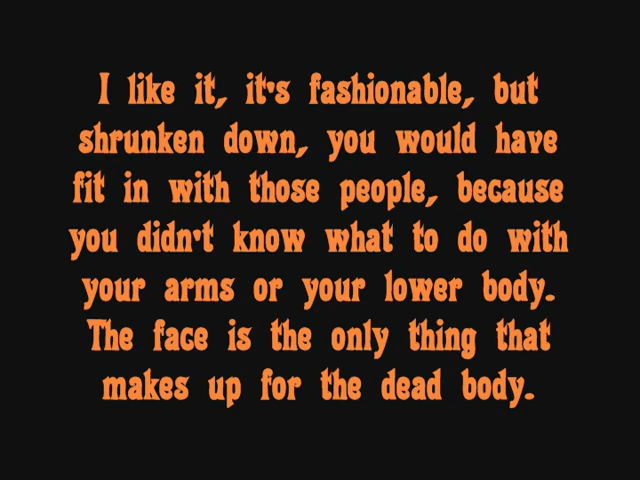 I like it, it's fashionable, but
shrunken down, you would have
fit in with those people, because
you didn't know what to do with
your arms or your lower body.
The face is the only thing that
makes up for the dead body.